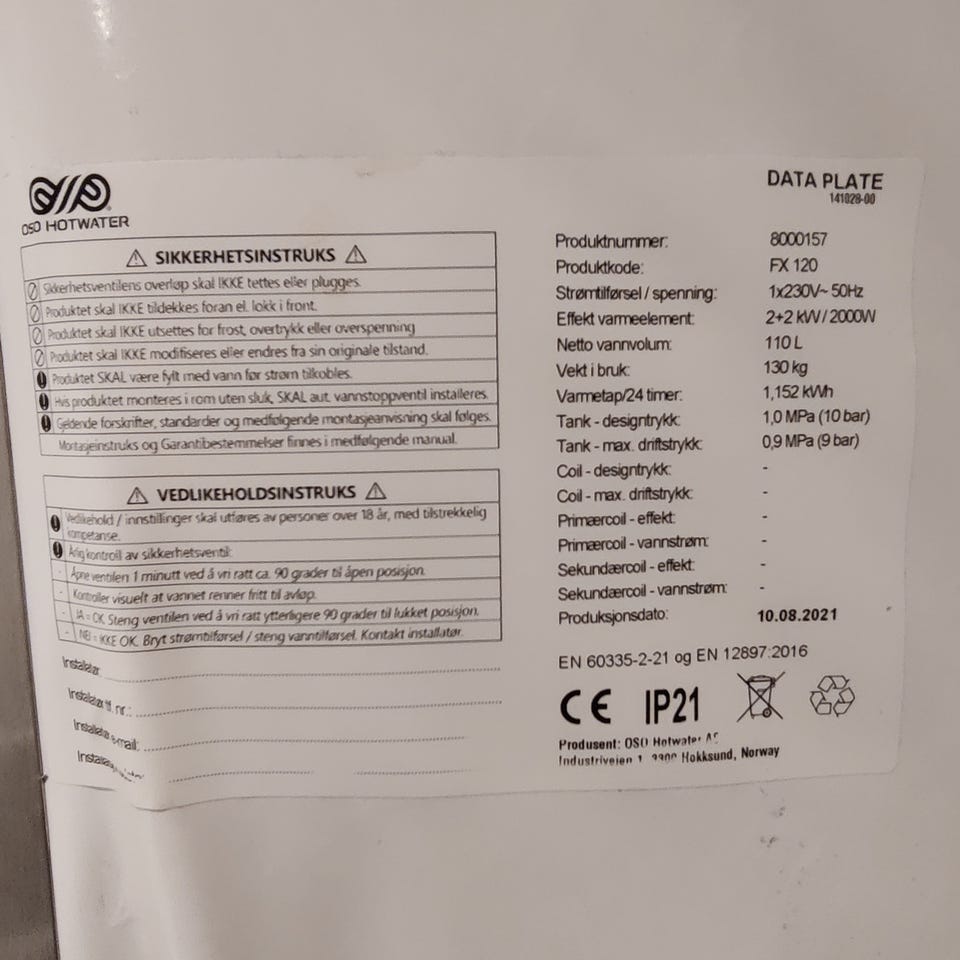 OSO HOTWATER
SIKKERHETSINSTRUKS
Sikkerhetsventilens overløp skal IKKE tettes eller plugges.
Produktet skal IKKE tildekkes foran el. lokk i front.
Produktet skal IKKE utsettes for frost, overtrykk eller overspenning
Produktet skal IKKE modifiseres eller endres fra sin originale tilstand.
Produktet SKAL være fylt med vann før strøm tilkobles.
Hvis produktet monteres i rom uten sluk, SKAL aut. vannstoppventil installeres.
Gjeldende forskrifter, standarder og medfølgende montasjeanvisning skal følges.
Montasjeinstruks og Garantibestemmelser finnes i medfølgende manual.
VEDLIKEHOLDSINSTRUKS
Vedlikehold / innstillinger skal utføres av personer over 18 år, med tilstrekkelig
kompetanse.
Årlig kontroll av sikkerhetsventil:
- Åpne ventilen 1 minutt ved å vri ratt ca. 90 grader til åpen posisjon.
- Kontroller visuelt at vannet renner fritt til avløp.
- JA = OK. Steng ventilen ved å vri ratt ytterligere 90 grader til lukket posisjon.
- NEI = IKKE OK. Bryt strømtilførsel / steng vanntilførsel. Kontakt installatør.
Installatør:
Installatør tlf. nr.:
Installatør e-mail:
DATA PLATE
141028-00
Produktnummer: 8000157
Produktkode: FX 120
Strømtilførsel / spenning: 1x230V~ 50Hz
Effekt varmeelement: 2+2 kW / 2000W
Netto vannvolum: 110 L
Vekt i bruk: 130 kg
Varmetap/24 timer: 1,152 kWh
Tank - designtrykk: 1,0 MPa (10 bar)
Tank - max. driftstrykk: 0,9 MPa (9 bar)
Coil - designtrykk: -
Coil - max. driftstrykk: -
Primærcoil - effekt: -
Primærcoil - vannstrøm: -
Sekundærcoil - effekt: -
Sekundærcoil - vannstrøm: -
Produksjonsdato: 10.08.2021
EN 60335-2-21 og EN 12897:2016
CE IP21
Produsent: OSO Hotwater AS
Industriveien 1, 3300 Hokksund, Norway